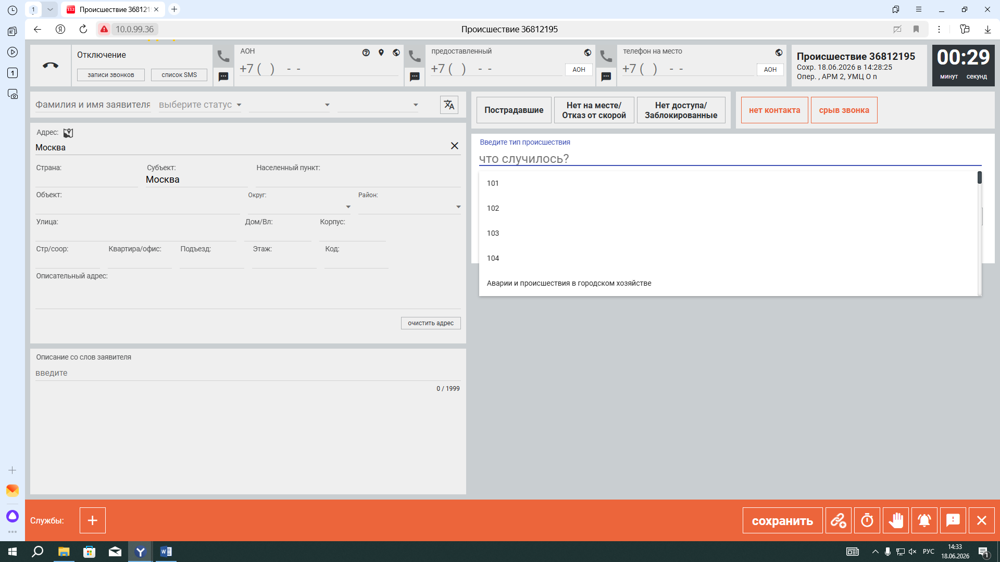 1
Происшествие 368121
10.0.99.36
Происшествие 36812195
1
Отключение
записи звонков
список SMS
АОН
+7 (   )   -  -
предоставленный
+7 (   )   -  -
АОН
телефон на место
+7 (   )   -  -
АОН
Происшествие 36812195
Сохр. 18.06.2026 в 14:28:25
Опер. , АРМ 2, УМЦ О n
00:29
минут секунд
Фамилия и имя заявителя
выберите статус
Пострадавшие
Нет на месте/
Отказ от скорой
Нет доступа/
Заблокированные
нет контакта
срыв звонка
Адрес:
Москва
Страна:
Субъект:
Населенный пункт:
Москва
Объект:
Округ:
Район:
Улица:
Дом/Вл:
Корпус:
Стр/соор:
Квартира/офис:
Подъезд:
Этаж:
Код:
Описательный адрес:
очистить адрес
Описание со слов заявителя
введите
0 / 1999
Введите тип происшествия
что случилось?
101
102
103
104
Аварии и происшествия в городском хозяйстве
Службы:
сохранить
РУС
14:33
18.06.2026
1